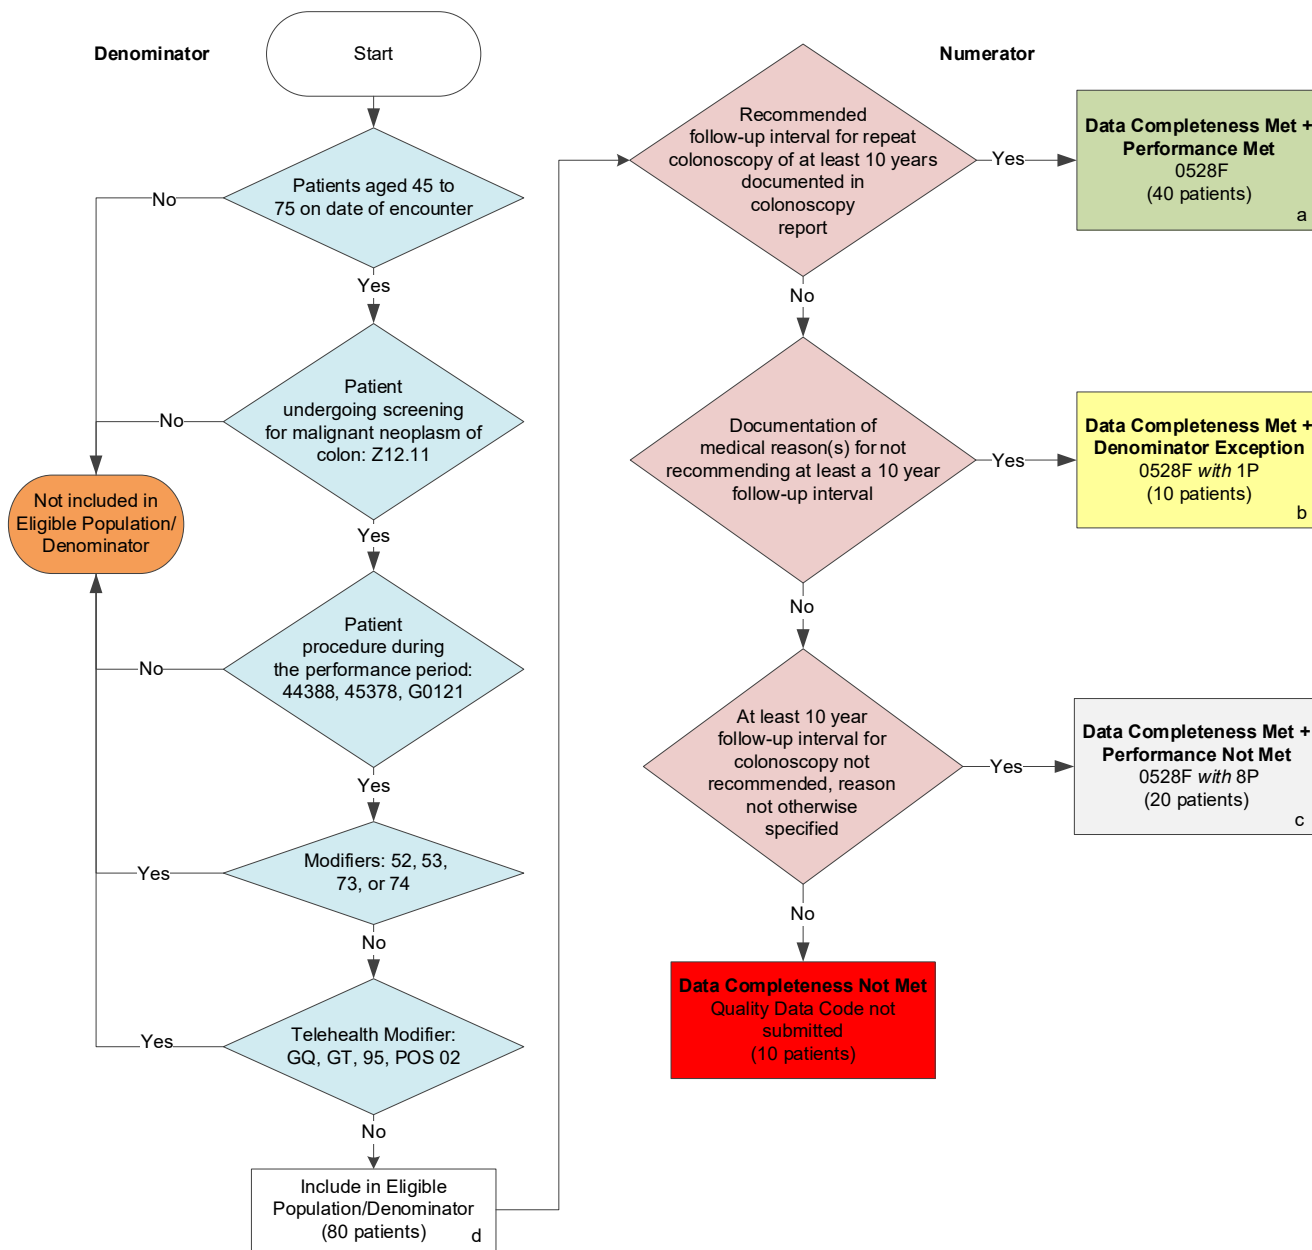 Denominator
Start
Patients aged 45 to
75 on date of encounter
No
Yes
Patient
undergoing screening
for malignant neoplasm of
colon: Z12.11
No
Yes
Not included in
Eligible Population/
Denominator
Patient
procedure during
the performance period:
44388, 45378, G0121
No
Yes
Modifiers: 52, 53,
73, or 74
Yes
No
Telehealth Modifier:
GQ, GT, 95, POS 02
Yes
No
Include in Eligible
Population/Denominator
(80 patients)
d
Numerator
Recommended
follow-up interval for repeat
colonoscopy of at least 10 years
documented in
colonoscopy
report
Yes
Data Completeness Met +
Performance Met
0528F
(40 patients)
a
No
Documentation of
medical reason(s) for not
recommending at least a 10 year
follow-up interval
Yes
Data Completeness Met +
Denominator Exception
0528F with 1P
(10 patients)
b
No
At least 10 year
follow-up interval for
colonoscopy not
recommended, reason
not otherwise
specified
Yes
Data Completeness Met +
Performance Not Met
0528F with 8P
(20 patients)
c
No
Data Completeness Not Met
Quality Data Code not
submitted
(10 patients)